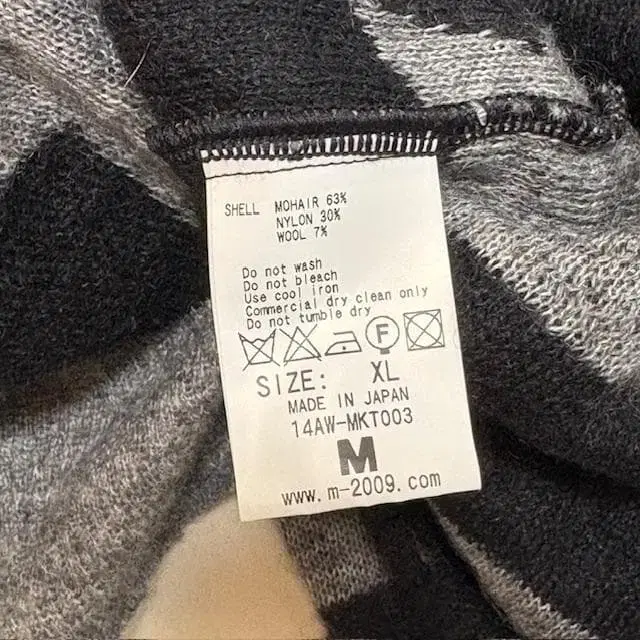 SHELL MOHAIR 63%
NYLON 30%
WOOL 7%
Do not wash
Do not bleach
Use cool iron
Commercial dry clean only
Do not tumble dry
F
SIZE: XL
MADE IN JAPAN
14AW-MKT003
M
www.m-2009.com